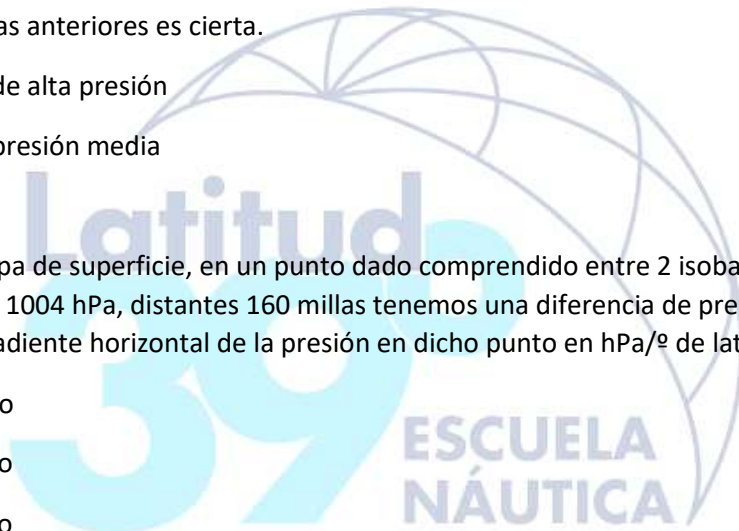 as anteriores es cierta.
de alta presión
presión media
Latitud
pa de superficie, en un punto dado comprendido entre 2 isoba
1004 hPa, distantes 160 millas tenemos una diferencia de pre
adiente horizontal de la presión en dicho punto en hPa/º de lat
o
39º
ESCUELA
o
NÁUTICA
o